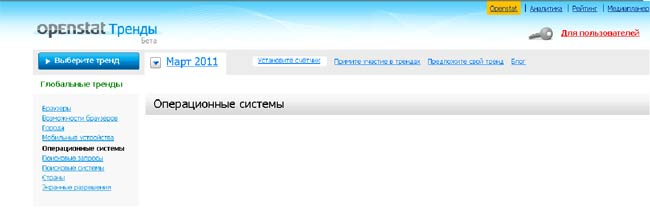 Openstat | Аналитика | Рейтинг | Медиапланер
openstat Тренды
Бета
Для пользователей
Выберите тренд
Март 2011
Установите счётчик Примите участие в трендах Предложите свой тренд Блог
Глобальные тренды
Операционные системы
Браузеры
Возможности браузеров
Города
Мобильные устройства
Операционные системы
Поисковые запросы
Поисковые системы
Страны
Экранные разрешения